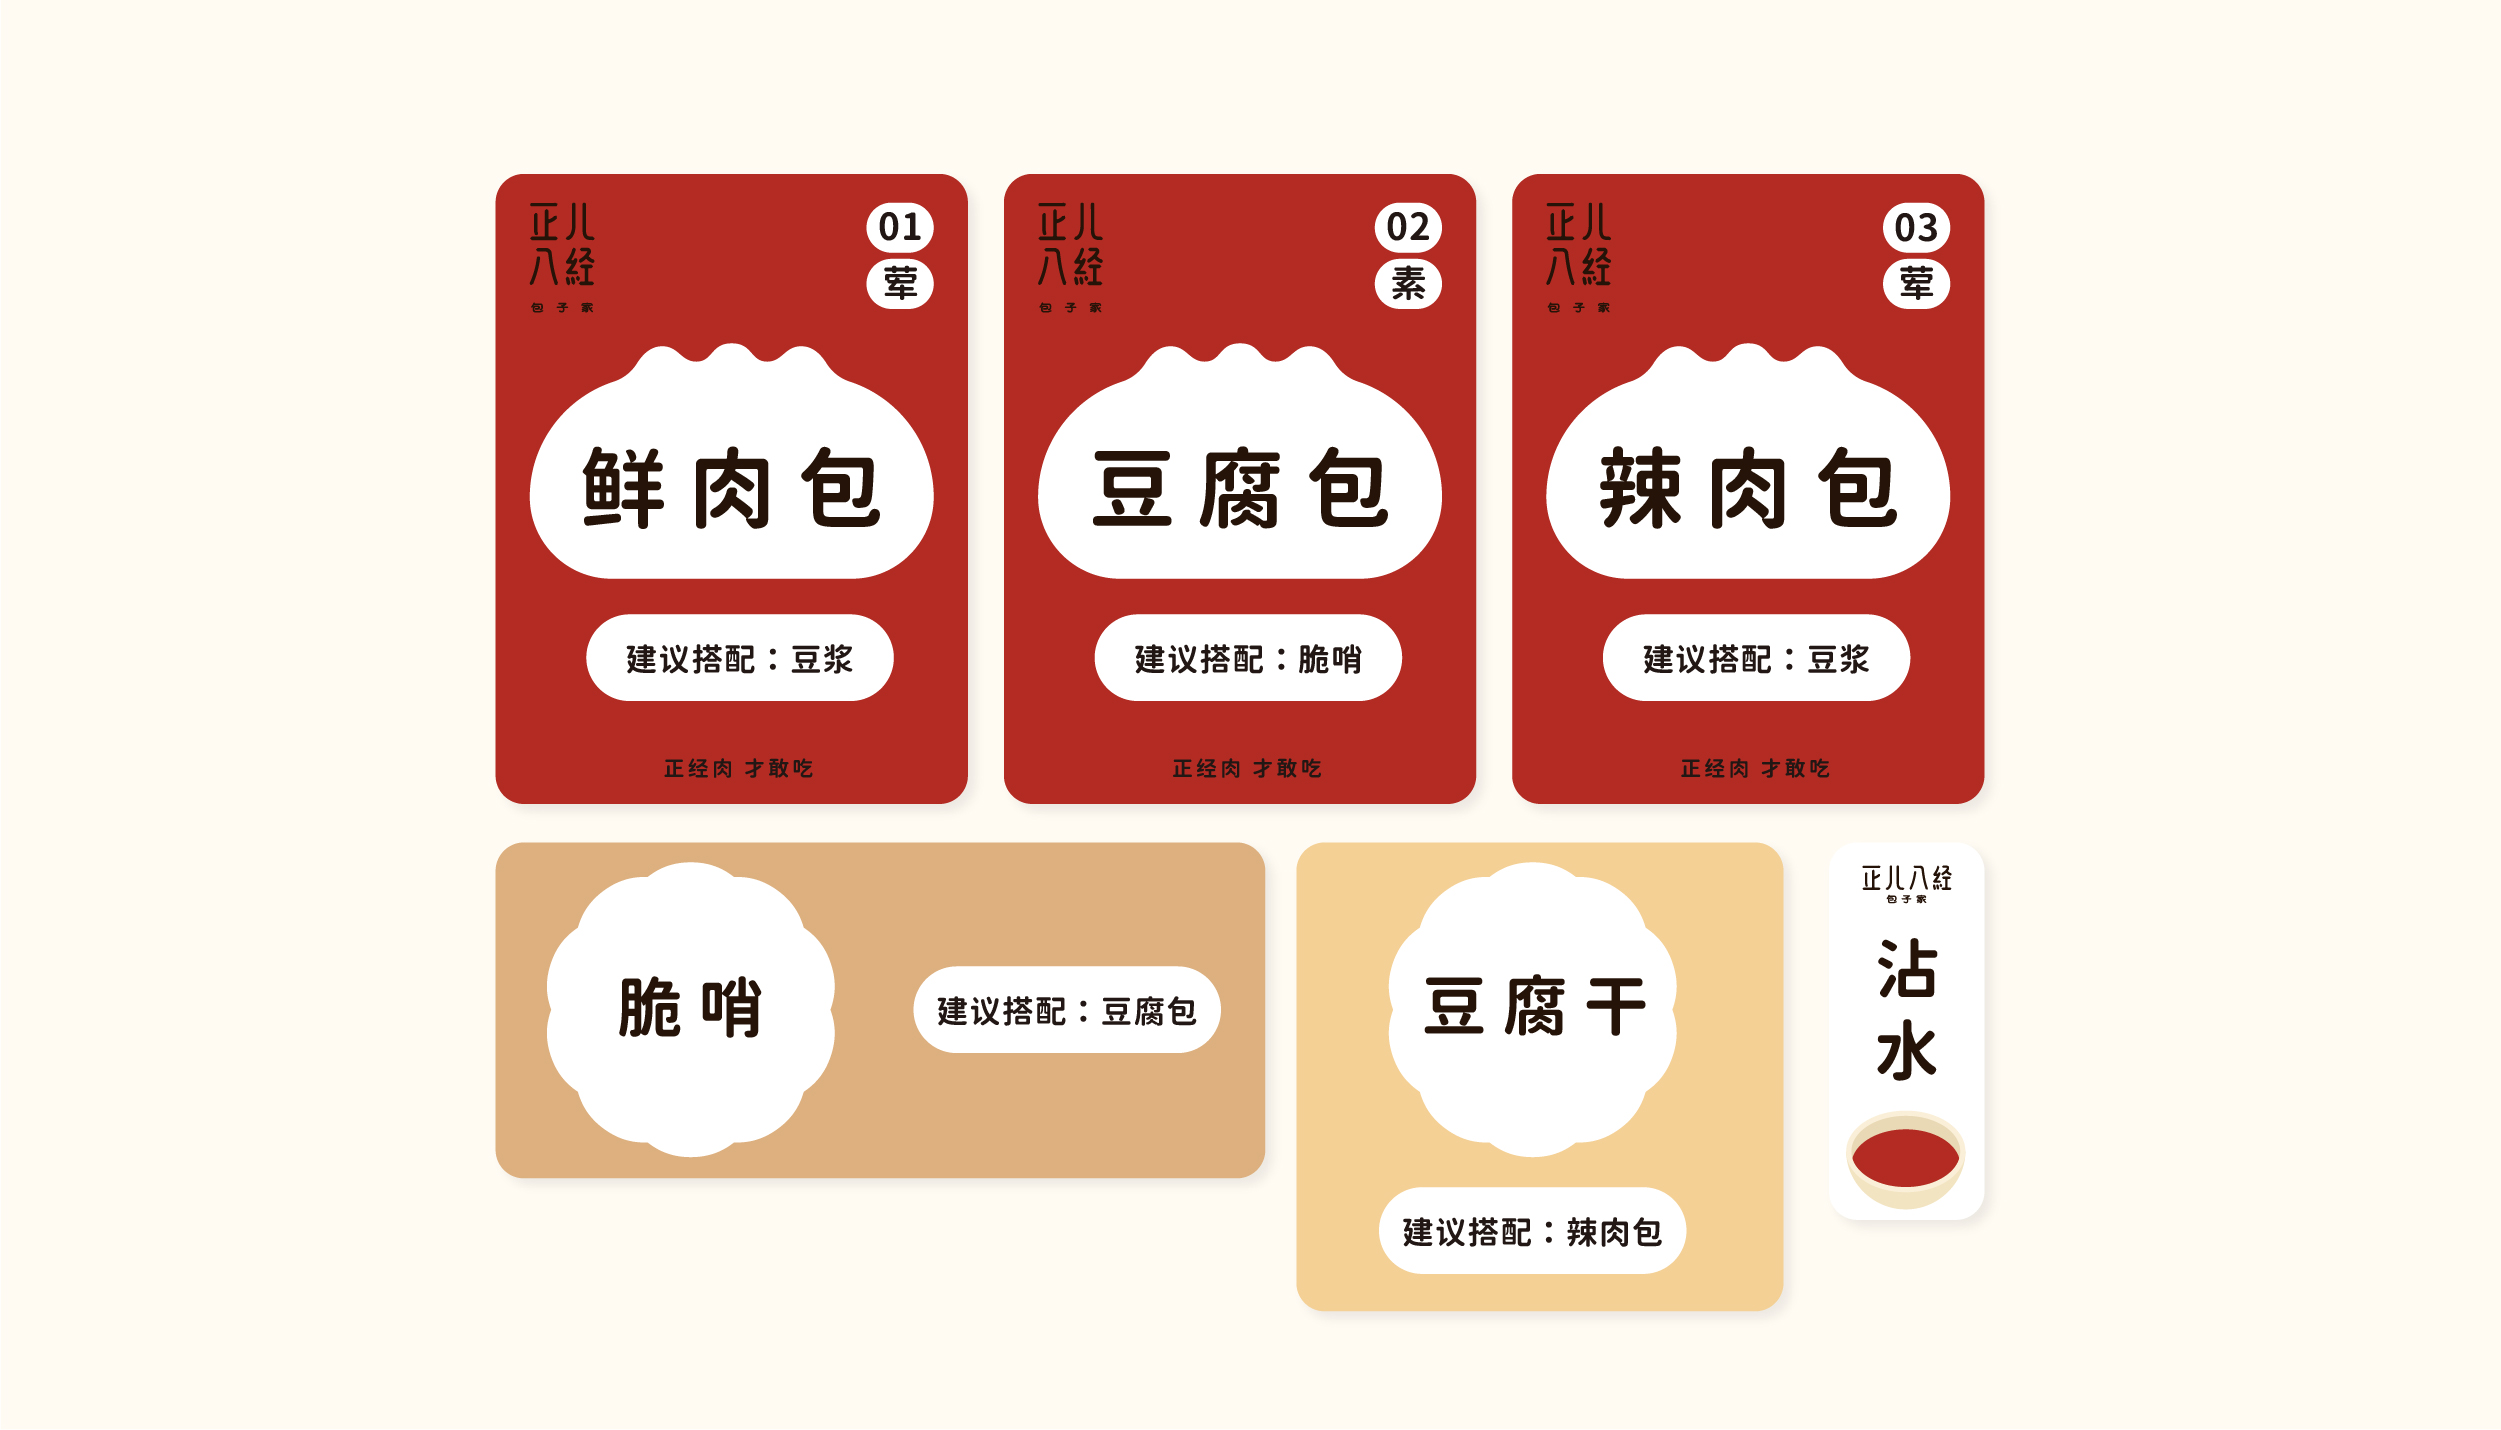 正儿
八经
包子家
01
荤
鲜肉包
建议搭配：豆浆
正经肉 才敢吃
正儿
八经
包子家
02
素
豆腐包
建议搭配：脆哨
正经肉 才敢吃
正儿
八经
包子家
03
荤
辣肉包
建议搭配：豆浆
正经肉 才敢吃
脆哨
建议搭配：豆腐包
豆腐干
建议搭配：辣肉包
正儿八经
包子家
沾
水